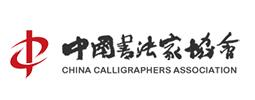 中国书法家协会
CHINA CALLIGRAPHERS ASSOCIATION